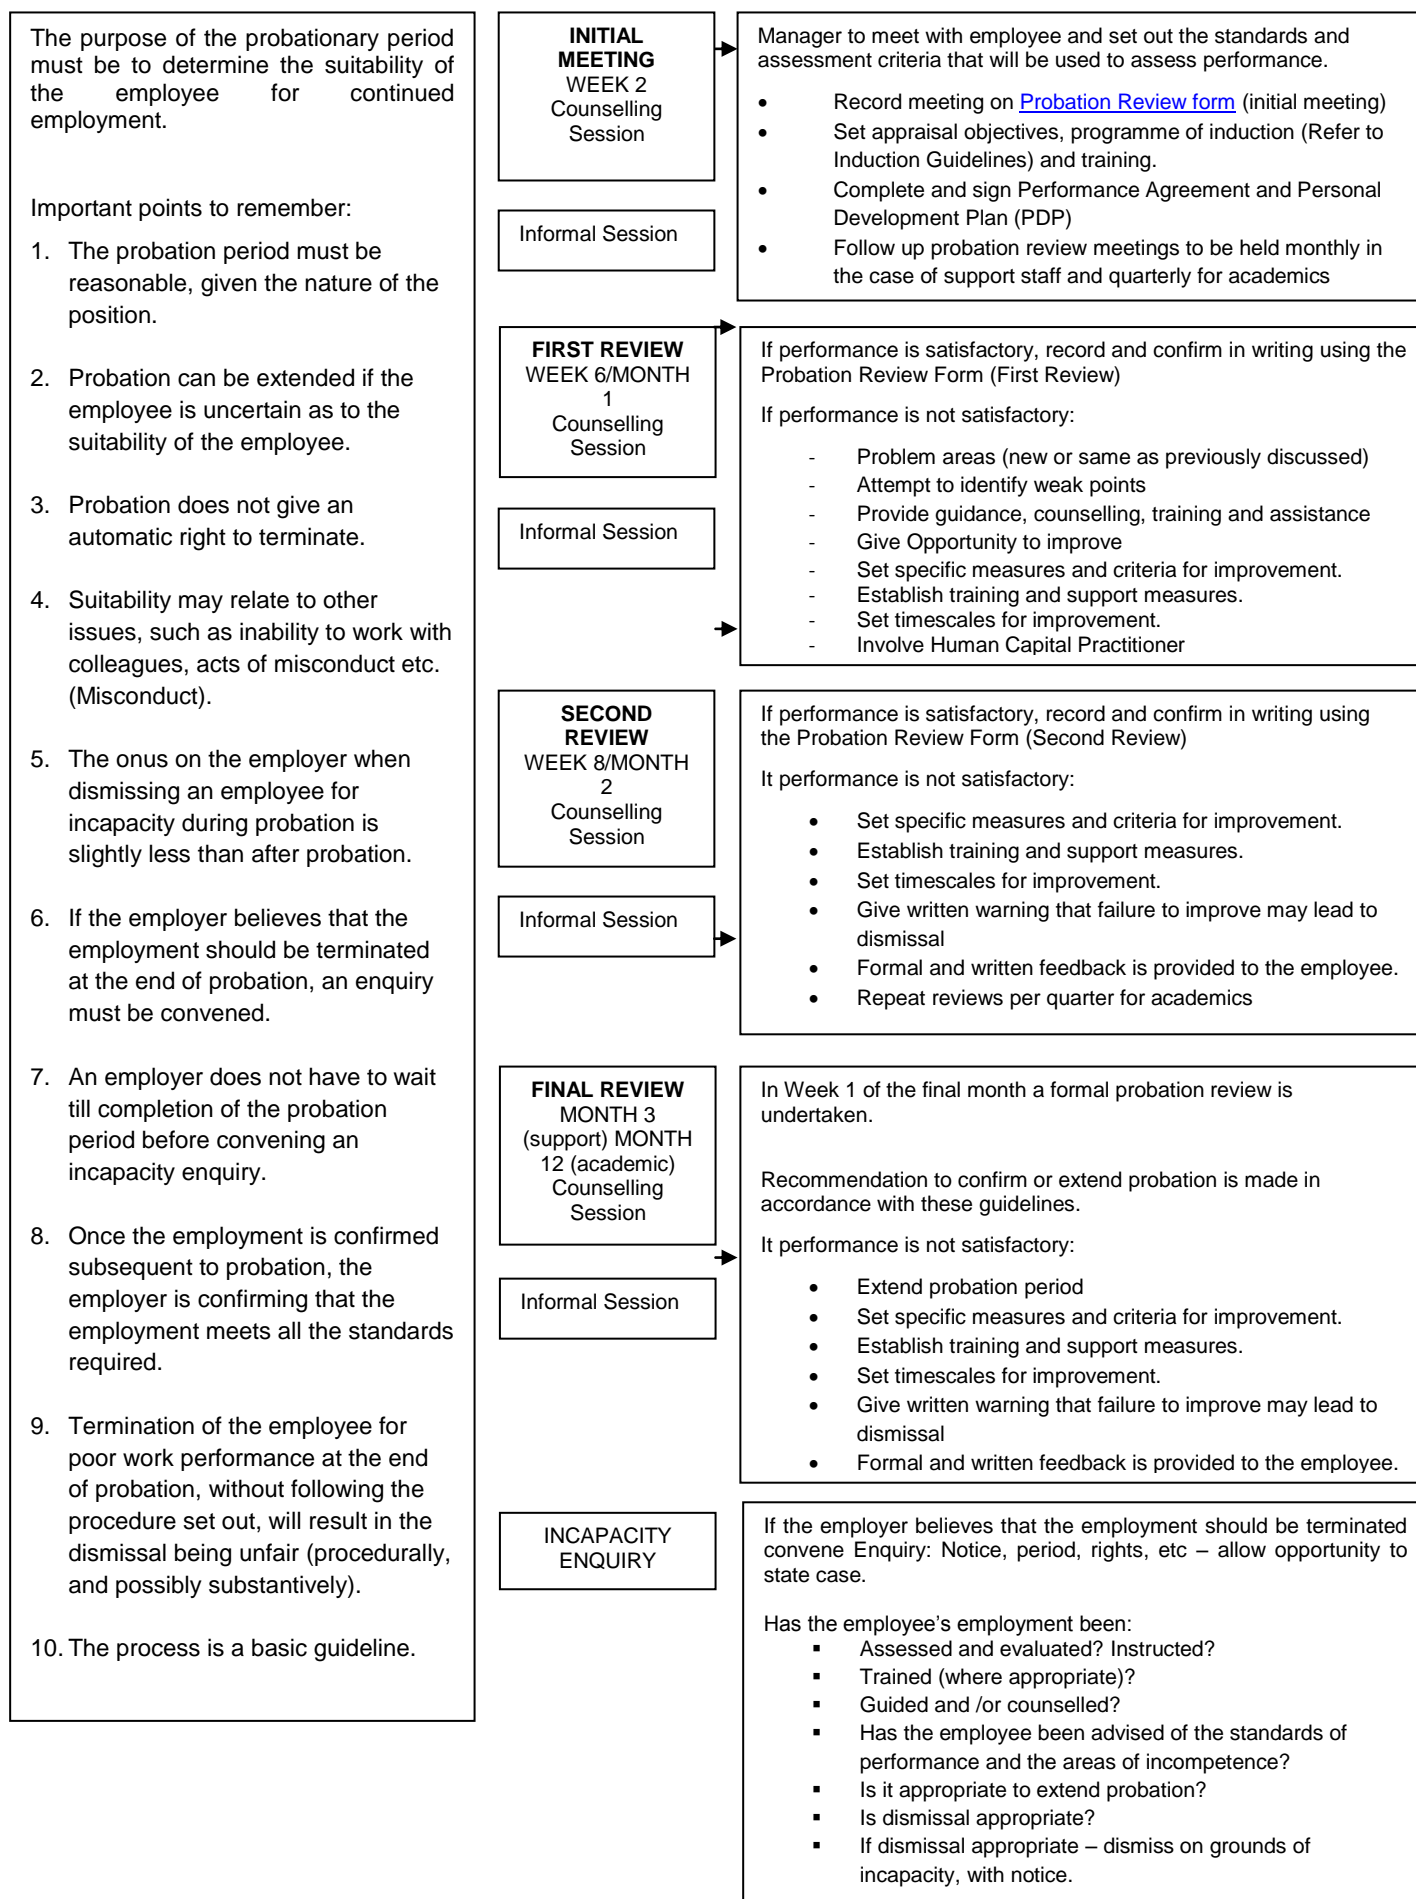 The purpose of the probationary period
must be to determine the suitability of
the employee for continued
employment.
Important points to remember:
1. The probation period must be
reasonable, given the nature of the
position.
2. Probation can be extended if the
employee is uncertain as to the
suitability of the employee.
3. Probation does not give an
automatic right to terminate.
4. Suitability may relate to other
issues, such as inability to work with
colleagues, acts of misconduct etc.
(Misconduct).
5. The onus on the employer when
dismissing an employee for
incapacity during probation is
slightly less than after probation.
6. If the employer believes that the
employment should be terminated
at the end of probation, an enquiry
must be convened.
7. An employer does not have to wait
till completion of the probation
period before convening an
incapacity enquiry.
8. Once the employment is confirmed
subsequent to probation, the
employer is confirming that the
employment meets all the standards
required.
9. Termination of the employee for
poor work performance at the end
of probation, without following the
procedure set out, will result in the
dismissal being unfair (procedurally,
and possibly substantively).
10. The process is a basic guideline.
INITIAL
MEETING
WEEK 2
Counselling
Session
Informal Session
Manager to meet with employee and set out the standards and
assessment criteria that will be used to assess performance.
• Record meeting on Probation Review form (initial meeting)
• Set appraisal objectives, programme of induction (Refer to
Induction Guidelines) and training.
• Complete and sign Performance Agreement and Personal
Development Plan (PDP)
• Follow up probation review meetings to be held monthly in
the case of support staff and quarterly for academics
FIRST REVIEW
WEEK 6/MONTH
1
Counselling
Session
Informal Session
If performance is satisfactory, record and confirm in writing using the
Probation Review Form (First Review)
If performance is not satisfactory:
- Problem areas (new or same as previously discussed)
- Attempt to identify weak points
- Provide guidance, counselling, training and assistance
- Give Opportunity to improve
- Set specific measures and criteria for improvement.
- Establish training and support measures.
- Set timescales for improvement.
- Involve Human Capital Practitioner
SECOND
REVIEW
WEEK 8/MONTH
2
Counselling
Session
Informal Session
If performance is satisfactory, record and confirm in writing using
the Probation Review Form (Second Review)
It performance is not satisfactory:
• Set specific measures and criteria for improvement.
• Establish training and support measures.
• Set timescales for improvement.
• Give written warning that failure to improve may lead to
dismissal
• Formal and written feedback is provided to the employee.
• Repeat reviews per quarter for academics
FINAL REVIEW
MONTH 3
(support) MONTH
12 (academic)
Counselling
Session
Informal Session
In Week 1 of the final month a formal probation review is
undertaken.
Recommendation to confirm or extend probation is made in
accordance with these guidelines.
It performance is not satisfactory:
• Extend probation period
• Set specific measures and criteria for improvement.
• Establish training and support measures.
• Set timescales for improvement.
• Give written warning that failure to improve may lead to
dismissal
• Formal and written feedback is provided to the employee.
INCAPACITY
ENQUIRY
If the employer believes that the employment should be terminated
convene Enquiry: Notice, period, rights, etc – allow opportunity to
state case.
Has the employee's employment been:
▪ Assessed and evaluated? Instructed?
▪ Trained (where appropriate)?
▪ Guided and /or counselled?
▪ Has the employee been advised of the standards of
performance and the areas of incompetence?
▪ Is it appropriate to extend probation?
▪ Is dismissal appropriate?
▪ If dismissal appropriate – dismiss on grounds of
incapacity, with notice.